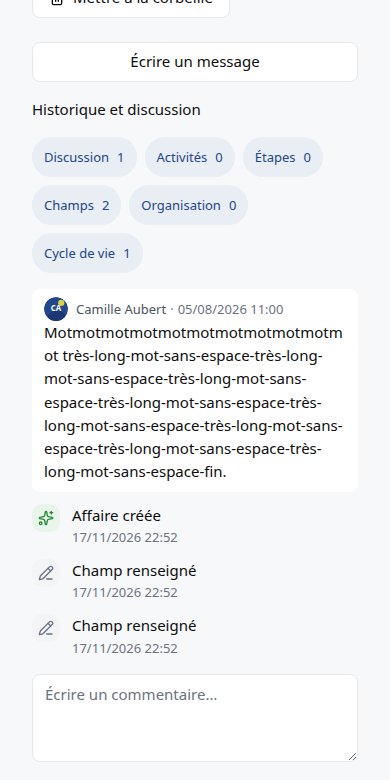 Mettre à la corbeille
Écrire un message
Historique et discussion
Discussion 1
Activités 0
Étapes 0
Champs 2
Organisation 0
Cycle de vie 1
CA
Camille Aubert · 05/08/2026 11:00
Motmotmotmotmotmotmotmotmotm
ot très-long-mot-sans-espace-très-long-
mot-sans-espace-très-long-mot-sans-
espace-très-long-mot-sans-espace-très-
long-mot-sans-espace-très-long-mot-sans-
espace-très-long-mot-sans-espace-très-
long-mot-sans-espace-fin.
Affaire créée
17/11/2026 22:52
Champ renseigné
17/11/2026 22:52
Champ renseigné
17/11/2026 22:52
Écrire un commentaire…